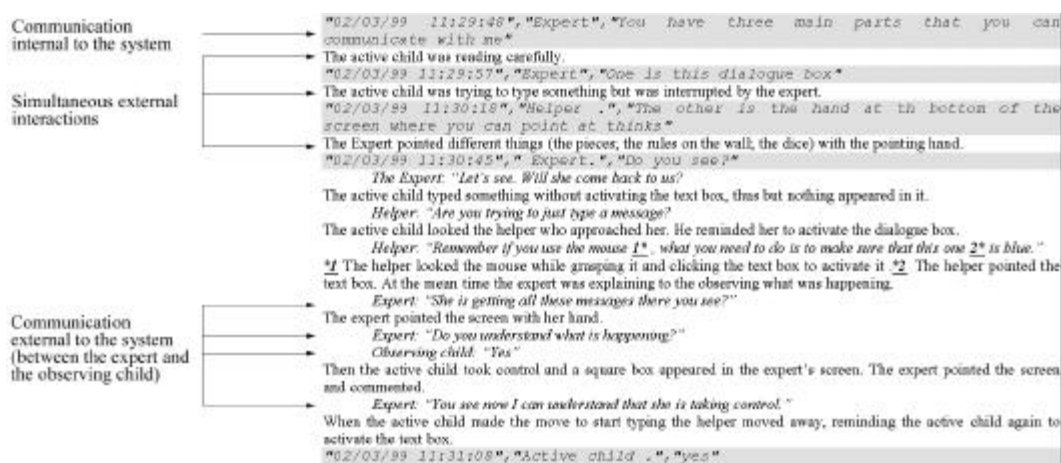 Communication
internal to the system
Simultaneous external
interactions
Communication
external to the system
(between the expert and
the observing child)
"02/03/99 11:29:48","Expert","You have three main parts that you can
communicate with me"
The active child was reading carefully.
"02/03/99 11:29:57","Expert","One is this dialogue box"
The active child was trying to type something but was interrupted by the expert.
"02/03/99 11:30:18","Helper .","The other is the hand at th bottom of the
screen where you can point at thinks"
The Expert pointed different things (the pieces, the rules on the wall, the dice) with the pointing hand.
"02/03/99 11:30:45"," Expert.","Do you see?"
The Expert: "Let's see. Will she come back to us?
The active child typed something without activating the text box, thus but nothing appeared in it.
Helper: "Are you trying to just type a message?
The active child looked the helper who approached her. He reminded her to activate the dialogue box.
Helper: "Remember if you use the mouse 1*, what you need to do is to make sure that this one 2* is blue."
*1 The helper looked the mouse while grasping it and clicking the text box to activate it .*2 The helper pointed the
text box. At the mean time the expert was explaining to the observing what was happening.
Expert: "She is getting all these messages there you see?"
The expert pointed the screen with her hand.
Expert: "Do you understand what is happening?"
Observing child: "Yes"
Then the active child took control and a square box appeared in the expert's screen. The expert pointed the screen
and commented.
Expert: "You see now I can understand that she is taking control."
When the active child made the move to start typing the helper moved away, reminding the active child again to
activate the text box.
"02/03/99 11:31:08","Active child .","yes"